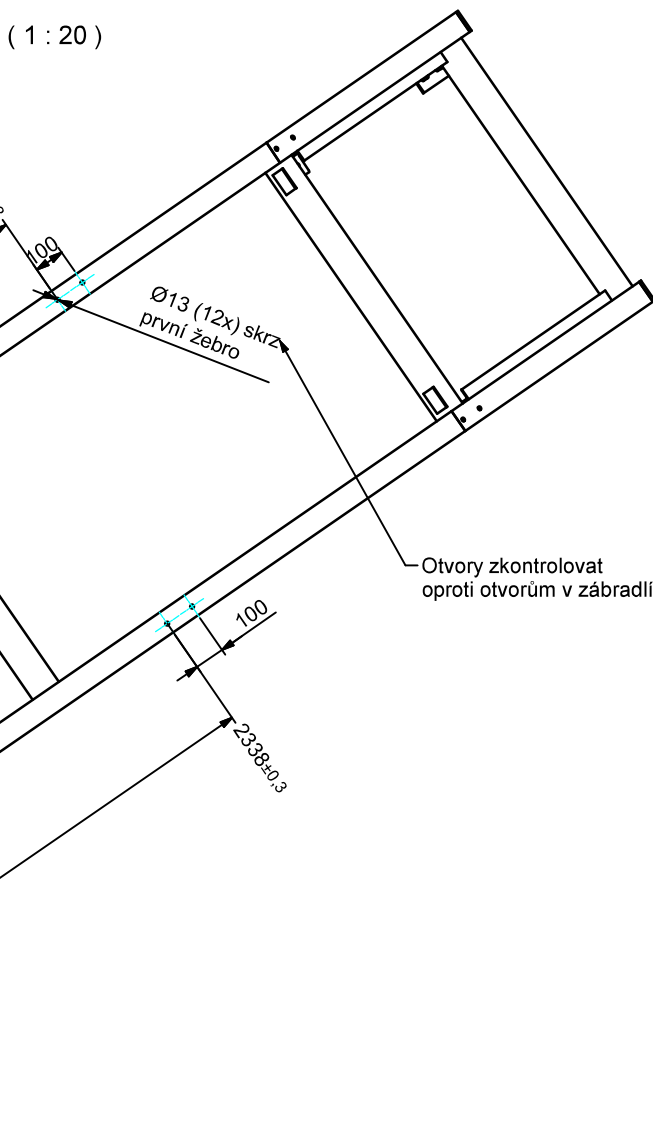 ( 1 : 20 )
100
Ø13 (12x) skrz
první žebro
Otvory zkontrolovat
oproti otvorům v zábradlí
100
2338±0,3